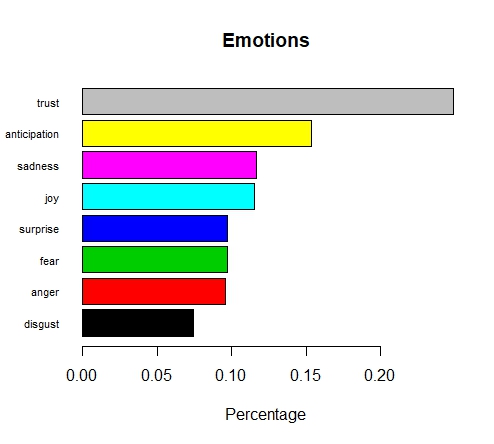 Emotions
trust
anticipation
sadness
joy
surprise
fear
anger
disgust
0.00 0.05 0.10 0.15 0.20
Percentage